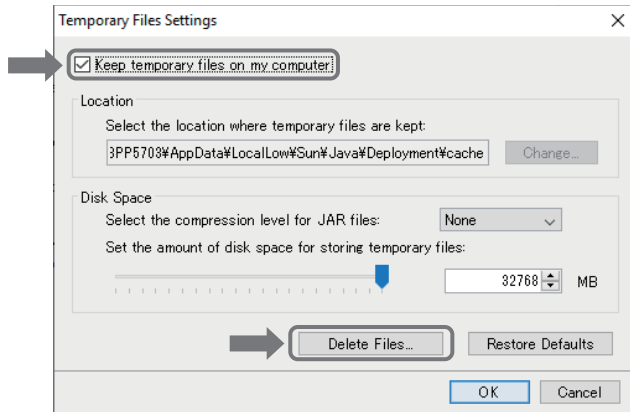 Temporary Files Settings
Keep temporary files on my computer
Location
Select the location where temporary files are kept:
3PP5703¥AppData¥LocalLow¥Sun¥Java¥Deployment¥cache
Change...
Disk Space
Select the compression level for JAR files:
None
Set the amount of disk space for storing temporary files:
32768
MB
Delete Files...
Restore Defaults
OK
Cancel